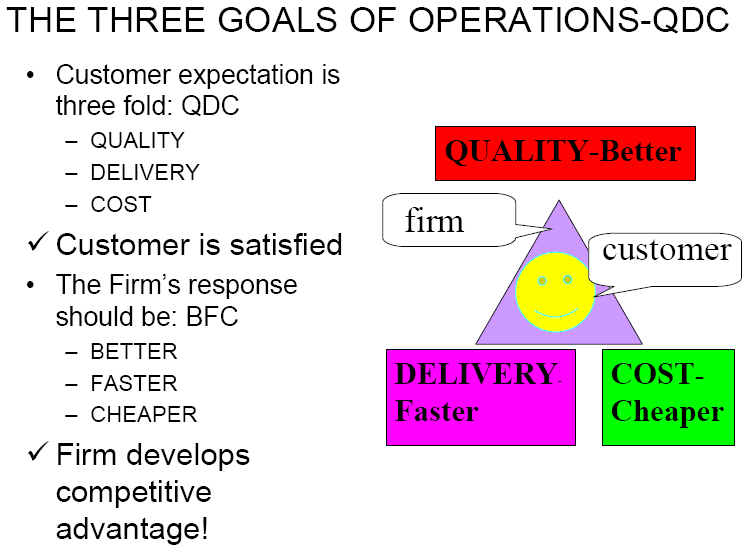 THE THREE GOALS OF OPERATIONS-QDC
• Customer expectation is
three fold: QDC
– QUALITY
– DELIVERY
– COST
✓ Customer is satisfied
• The Firm's response
should be: BFC
– BETTER
– FASTER
– CHEAPER
✓ Firm develops
competitive
advantage!
QUALITY-Better
firm
customer
DELIVERY-
Faster
COST-
Cheaper